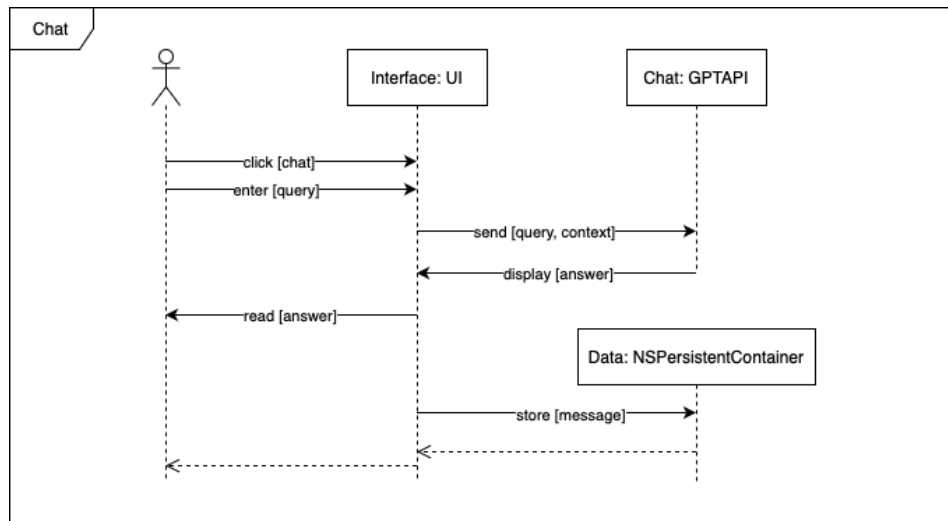 Chat
Interface: UI
Chat: GPTAPI
click [chat]
enter [query]
send [query, context]
display [answer]
read [answer]
Data: NSPersistentContainer
store [message]